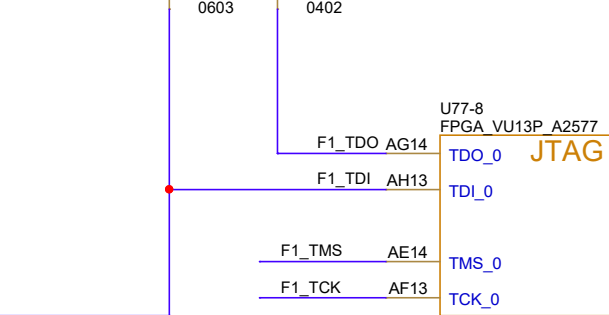 0603 0402
U77-8
FPGA_VU13P_A2577
F1_TDO AG14 TDO_0 JTAG
F1_TDI AH13 TDI_0
F1_TMS AE14 TMS_0
F1_TCK AF13 TCK_0